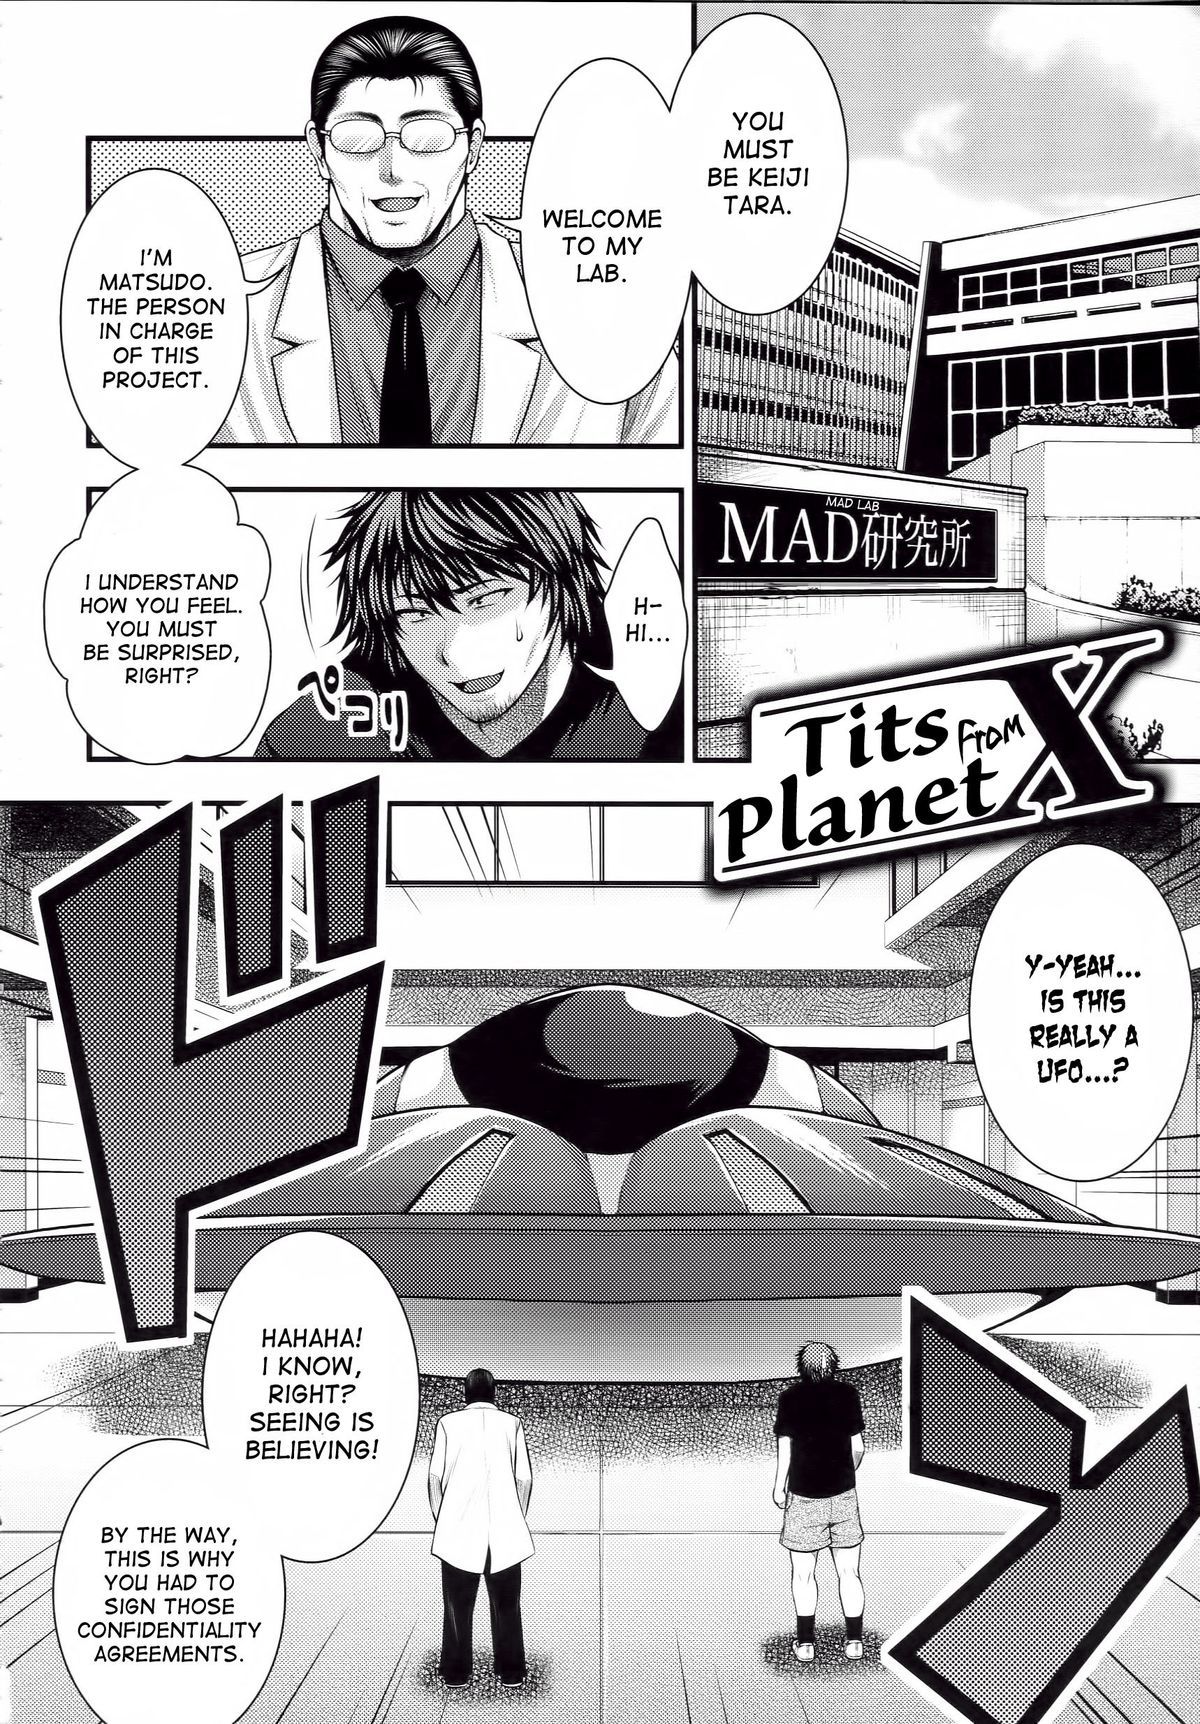 YOU
MUST
BE KEIJI
TARA.
WELCOME
TO MY
LAB.
I'M
MATSUDO.
THE PERSON
IN CHARGE
OF THIS
PROJECT.
MAD LAB
MAD研究所
Tits from
Planet X
H-
HI...
ペコリ
I UNDERSTAND
HOW YOU FEEL.
YOU MUST
BE SURPRISED,
RIGHT?
Y-YEAH...
IS THIS
REALLY A
UFO...?
ドン
HAHAHA!
I KNOW,
RIGHT?
SEEING IS
BELIEVING!
BY THE WAY,
THIS IS WHY
YOU HAD TO
SIGN THOSE
CONFIDENTIALITY
AGREEMENTS.